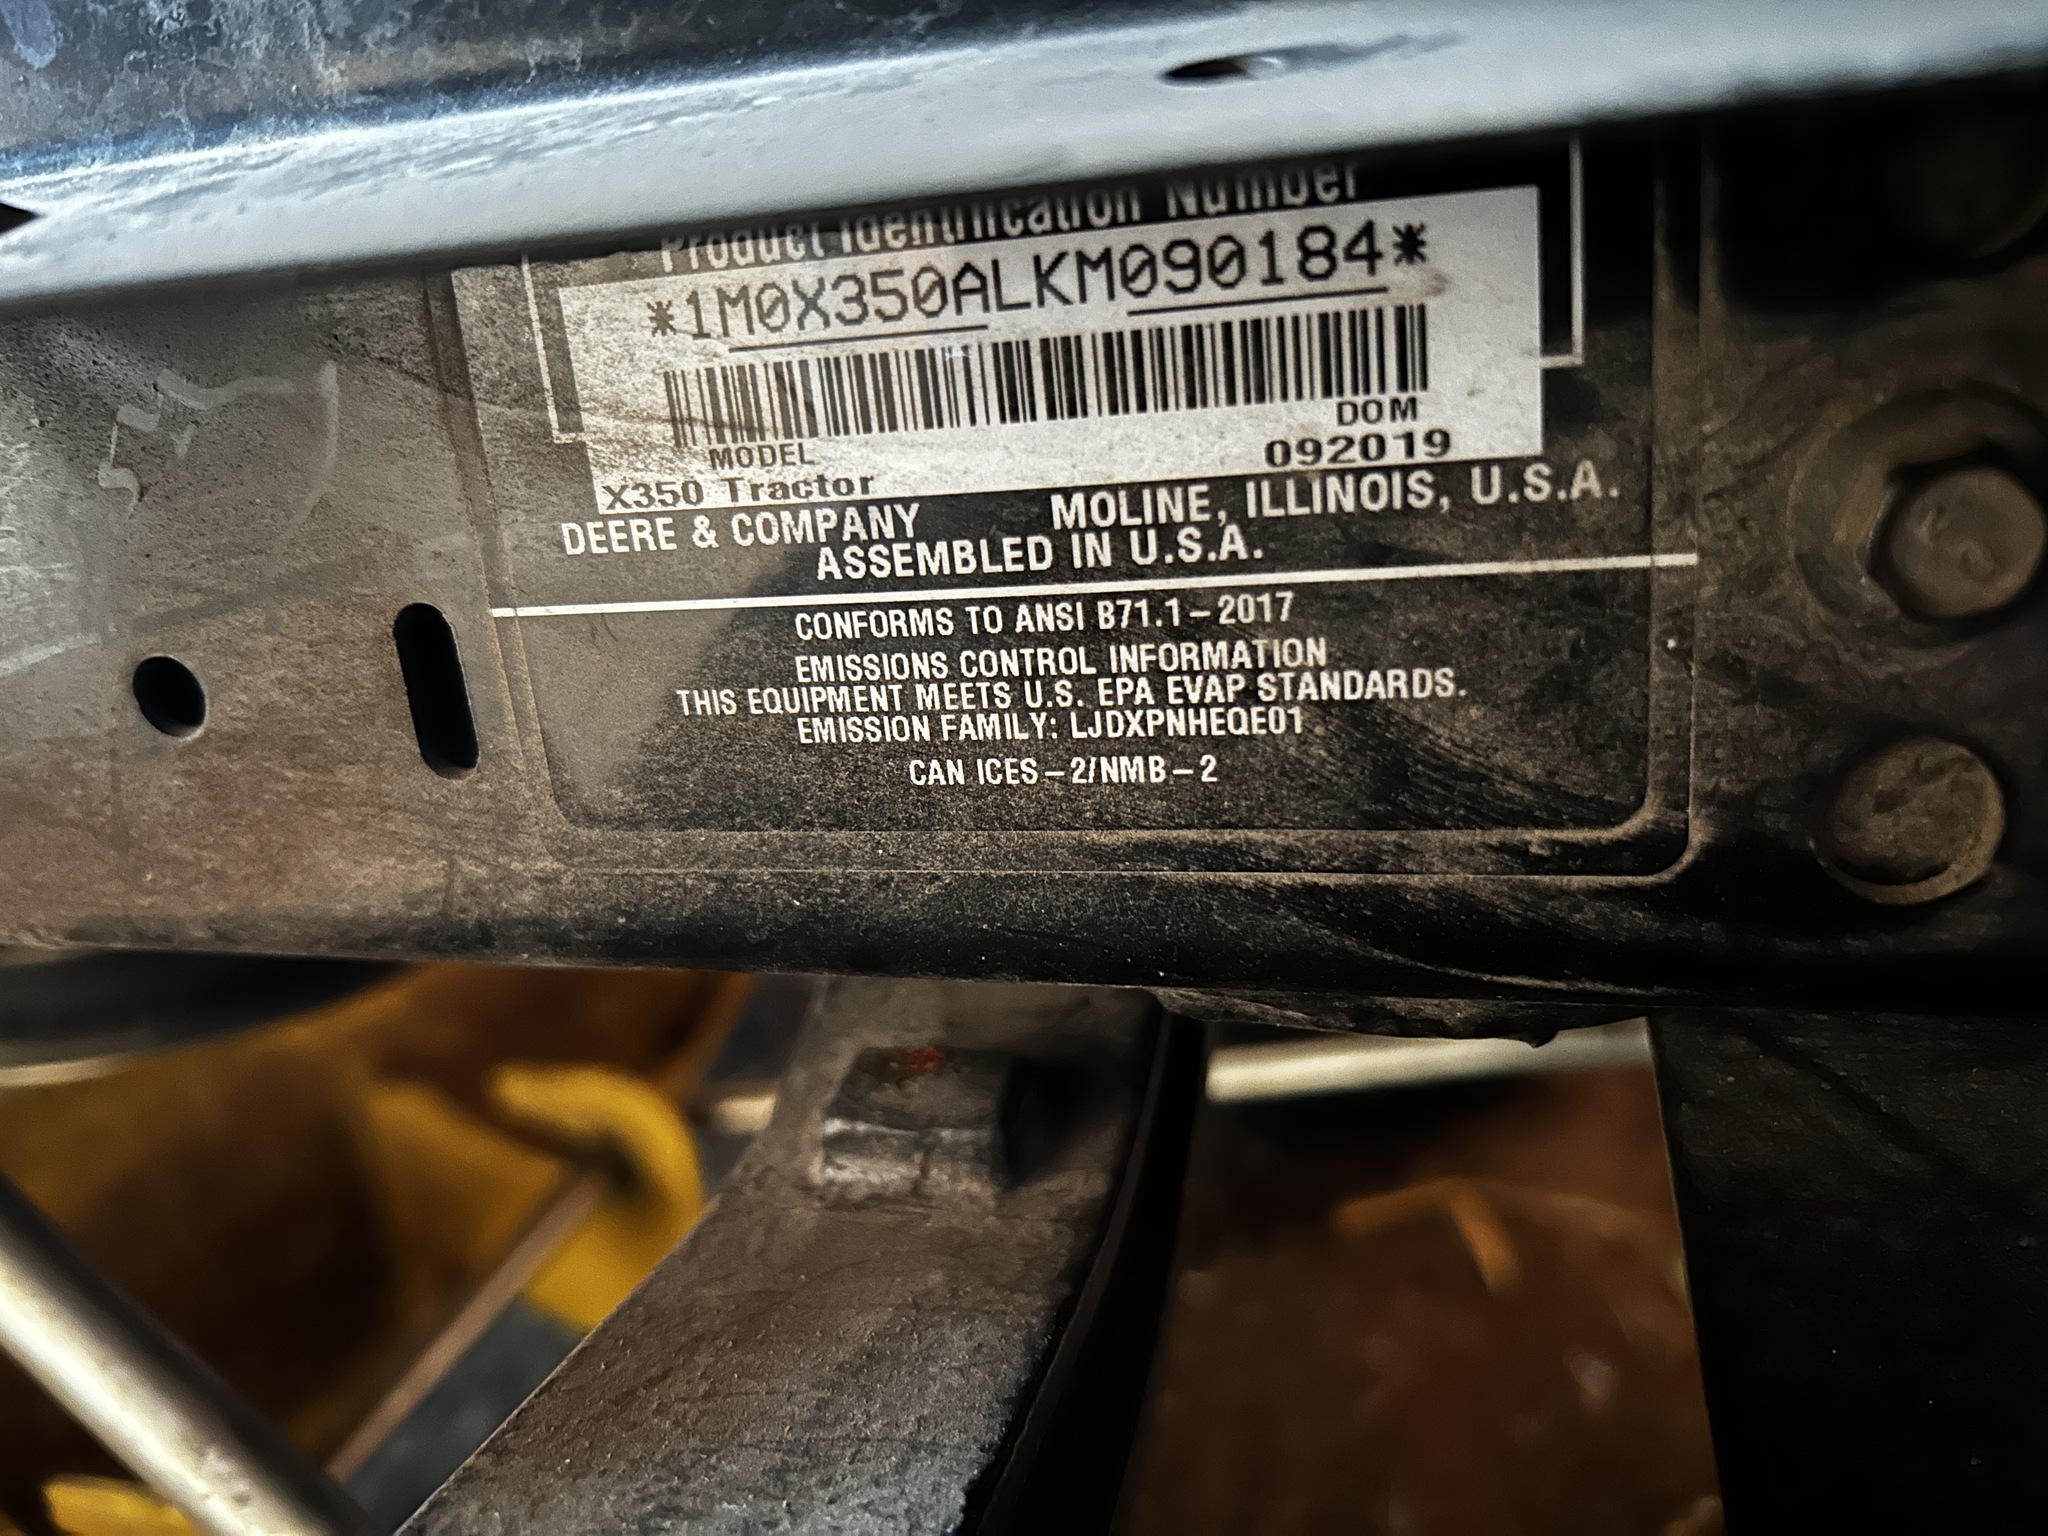 Product Identification Number
*1M0X350ALKM090184*
MODEL DOM
X350 Tractor 092019
DEERE & COMPANY MOLINE, ILLINOIS, U.S.A.
ASSEMBLED IN U.S.A.
CONFORMS TO ANSI B71.1-2017
EMISSIONS CONTROL INFORMATION
THIS EQUIPMENT MEETS U.S. EPA EVAP STANDARDS.
EMISSION FAMILY: LJDXPNHEQE01
CAN ICES-2/NMB-2